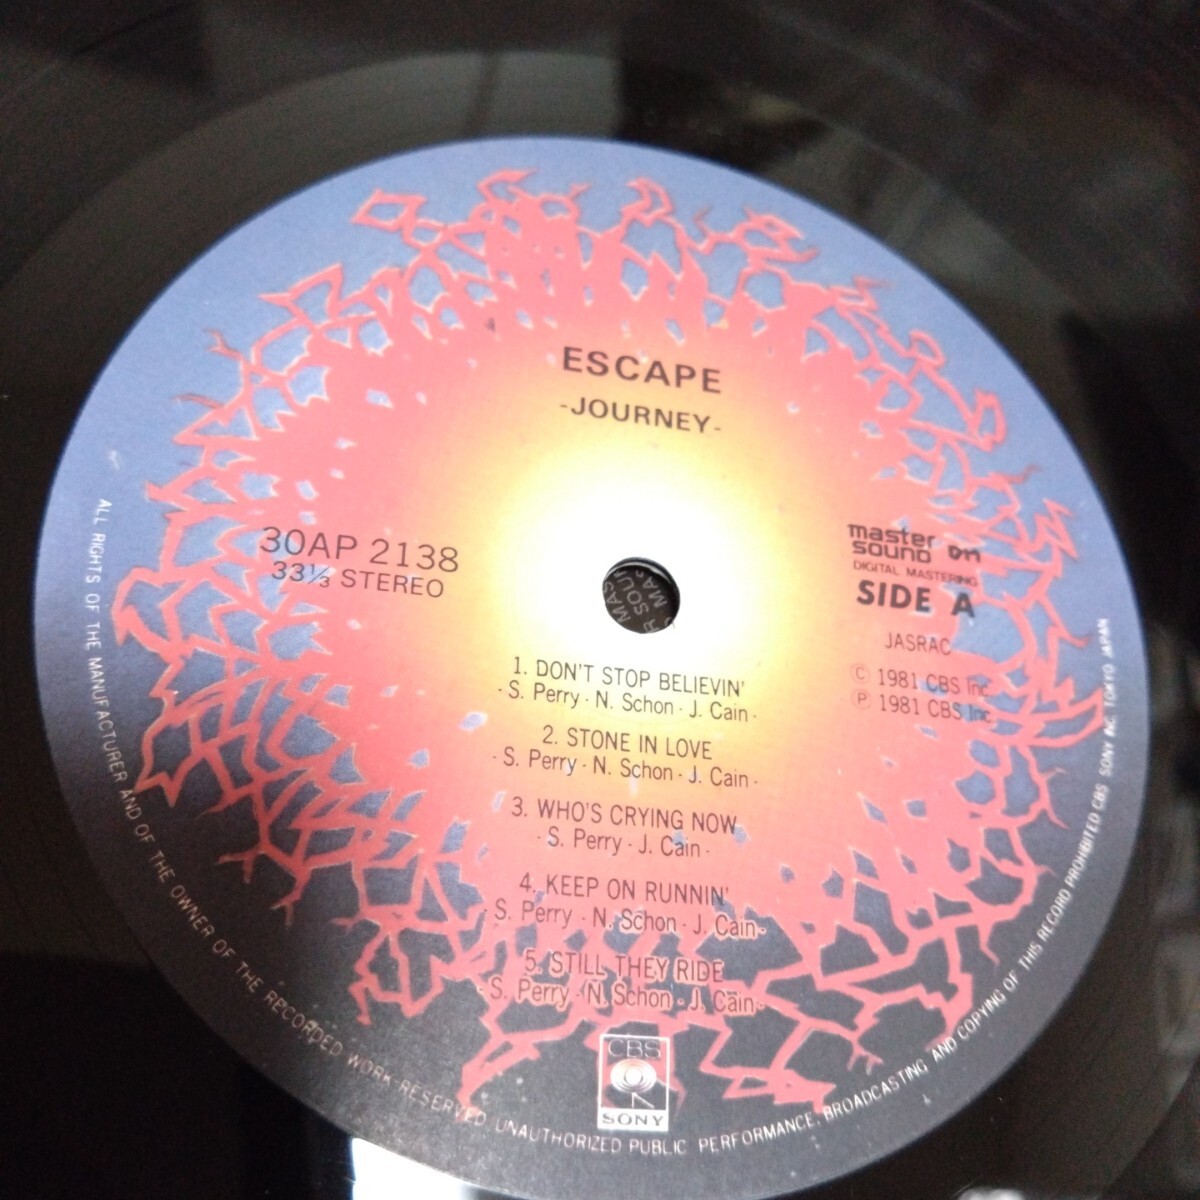 ESCAPE
-JOURNEY-
30AP 2138
33⅓ STEREO
master
sound
DIGITAL MASTERING
SIDE A
JASRAC
Ⓒ 1981 CBS Inc.
Ⓟ 1981 CBS Inc.
1. DON'T STOP BELIEVIN'
- S. Perry - N. Schon - J. Cain -
2. STONE IN LOVE
- S. Perry - N. Schon - J. Cain -
3. WHO'S CRYING NOW
- S. Perry - J. Cain -
4. KEEP ON RUNNIN'
- S. Perry - N. Schon - J. Cain -
5. STILL THEY RIDE
- S. Perry - N. Schon - J. Cain -
CBS
SONY
ALL RIGHTS OF THE MANUFACTURER AND OF THE OWNER OF THE RECORDED WORK RESERVED. UNAUTHORIZED PUBLIC PERFORMANCE, BROADCASTING AND COPYING OF THIS RECORD PROHIBITED CBS SONY INC. TOKYO JAPAN